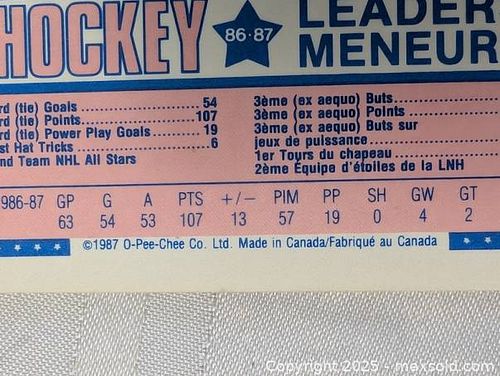 HOCKEY 86·87 LEADER
MENEUR
rd (tie) Goals 54
rd (tie) Points 107
rd (tie) Power Play Goals 19
st Hat Tricks 6
nd Team NHL All Stars
3ème (ex aequo) Buts
3ème (ex aequo) Points
3ème (ex aequo) Buts sur
jeux de puissance
1er Tours du chapeau
2ème Équipe d'étoiles de la LNH
986-87 GP G A PTS +/- PIM PP SH GW GT
63 54 53 107 13 57 19 0 4 2
©1987 O-Pee-Chee Co. Ltd. Made in Canada/Fabriqué au Canada
Copyright 2025 - maxsold.com